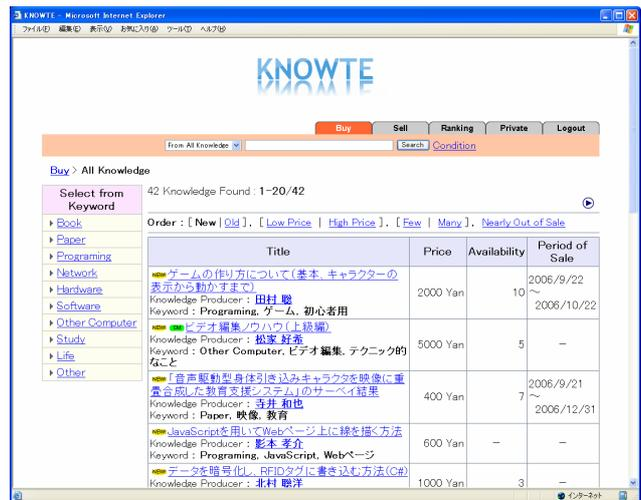 KNOWTE - Microsoft Internet Explorer
ファイル(F) 編集(E) 表示(V) お気に入り(A) ツール(T) ヘルプ(H)
KNOWTE
Buy Sell Ranking Private Logout
From All Knowledge Search Condition
Buy > All Knowledge
Select from
Keyword
Book
Paper
Programing
Network
Hardware
Software
Other Computer
Study
Life
Other
42 Knowledge Found : 1-20/42
Order : [ New | Old ], [ Low Price | High Price ], [ Few | Many ], Nearly Out of Sale
Title Price Availability Period of
Sale
NEW ゲームの作り方について(基本、キャラクターの
表示から動かすまで)
Knowledge Producer : 田村 聡
Keyword : Programing, ゲーム, 初心者用
2000 Yan 10 2006/9/22
～
2006/10/22
NEW ビデオ編集ノウハウ(上級編)
Knowledge Producer : 松家 好希
Keyword : Other Computer, ビデオ編集, テクニック的
なこと
5000 Yan 5 －
NEW 「音声駆動型身体引き込みキャラクタを映像に重
畳合成した教育支援システム」のサーベイ結果
Knowledge Producer : 寺井 和也
Keyword : Paper, 映像, 教育
400 Yan 7 2006/9/21
～
2006/12/31
NEW JavaScriptを用いてWebページ上に線を描く方法
Knowledge Producer : 影本 孝介
Keyword : Programing, JavaScript, Webページ
600 Yan － －
NEW データを暗号化し、RFIDタグに書き込む方法(C#)
Knowledge Producer : 北村 聡洋
1000 Yan 3 －
インターネット